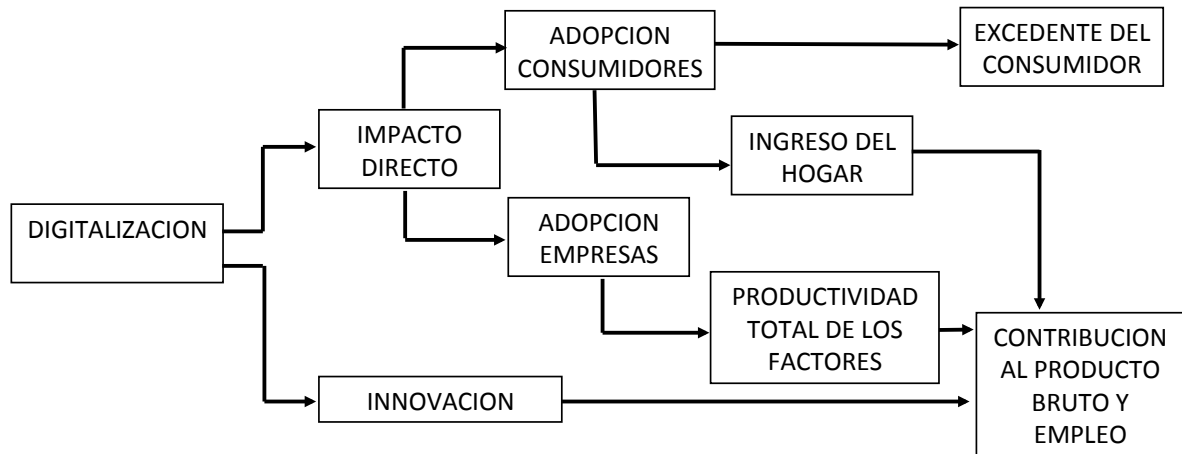 ADOPCION
CONSUMIDORES
EXCEDENTE DEL
CONSUMIDOR
IMPACTO
DIRECTO
INGRESO DEL
HOGAR
DIGITALIZACION
ADOPCION
EMPRESAS
PRODUCTIVIDAD
TOTAL DE LOS
FACTORES
CONTRIBUCION
AL PRODUCTO
BRUTO Y
EMPLEO
INNOVACION